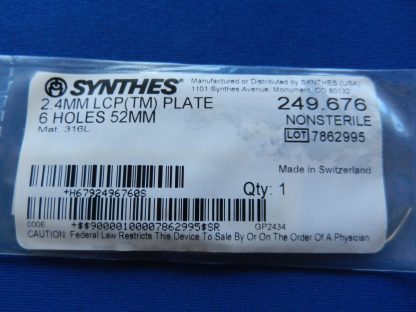 SYNTHES®
Manufactured or Distributed by SYNTHES (USA)
1101 Synthes Avenue, Monument, CO 80132
2.4MM LCP(TM) PLATE
6 HOLES 52MM
Mat. 316L
249.676
NONSTERILE
LOT 7862995
Made in Switzerland
+H6792496760S
Qty: 1
0006
+$$90000100007862995$SR
GP2434
CAUTION: Federal Law Restricts This Device To Sale By Or On The Order Of A Physician.